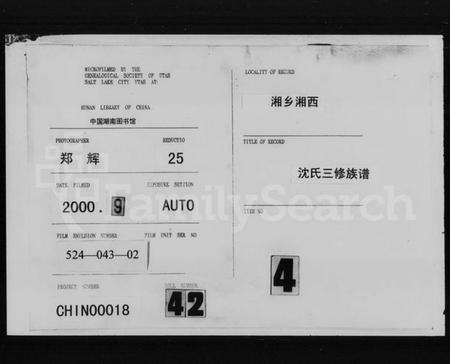 MICROFILMED BY THE
GENEALOGICAL SOCIETY OF UTAH
SALT LAKE CITY UTAH AT:
HUNAN LIBRARY OF CHINA
中国湖南图书馆
PHOTOGRAPHER REDUCTIO
郑 辉 25
DATE FILMED EXPOSURE SETTION
2000. 9 AUTO
FILM EMULSION NUMBER FILM UNIT SER NO
524—043—02
PROJECT NUMBER ROLL NUMBER
CHIN00018 42
LOCALITY OF RECORD
湘乡湘西
TITLE OF RECORD
沈氏三修族谱
ITEM NO
4
FamilySearch